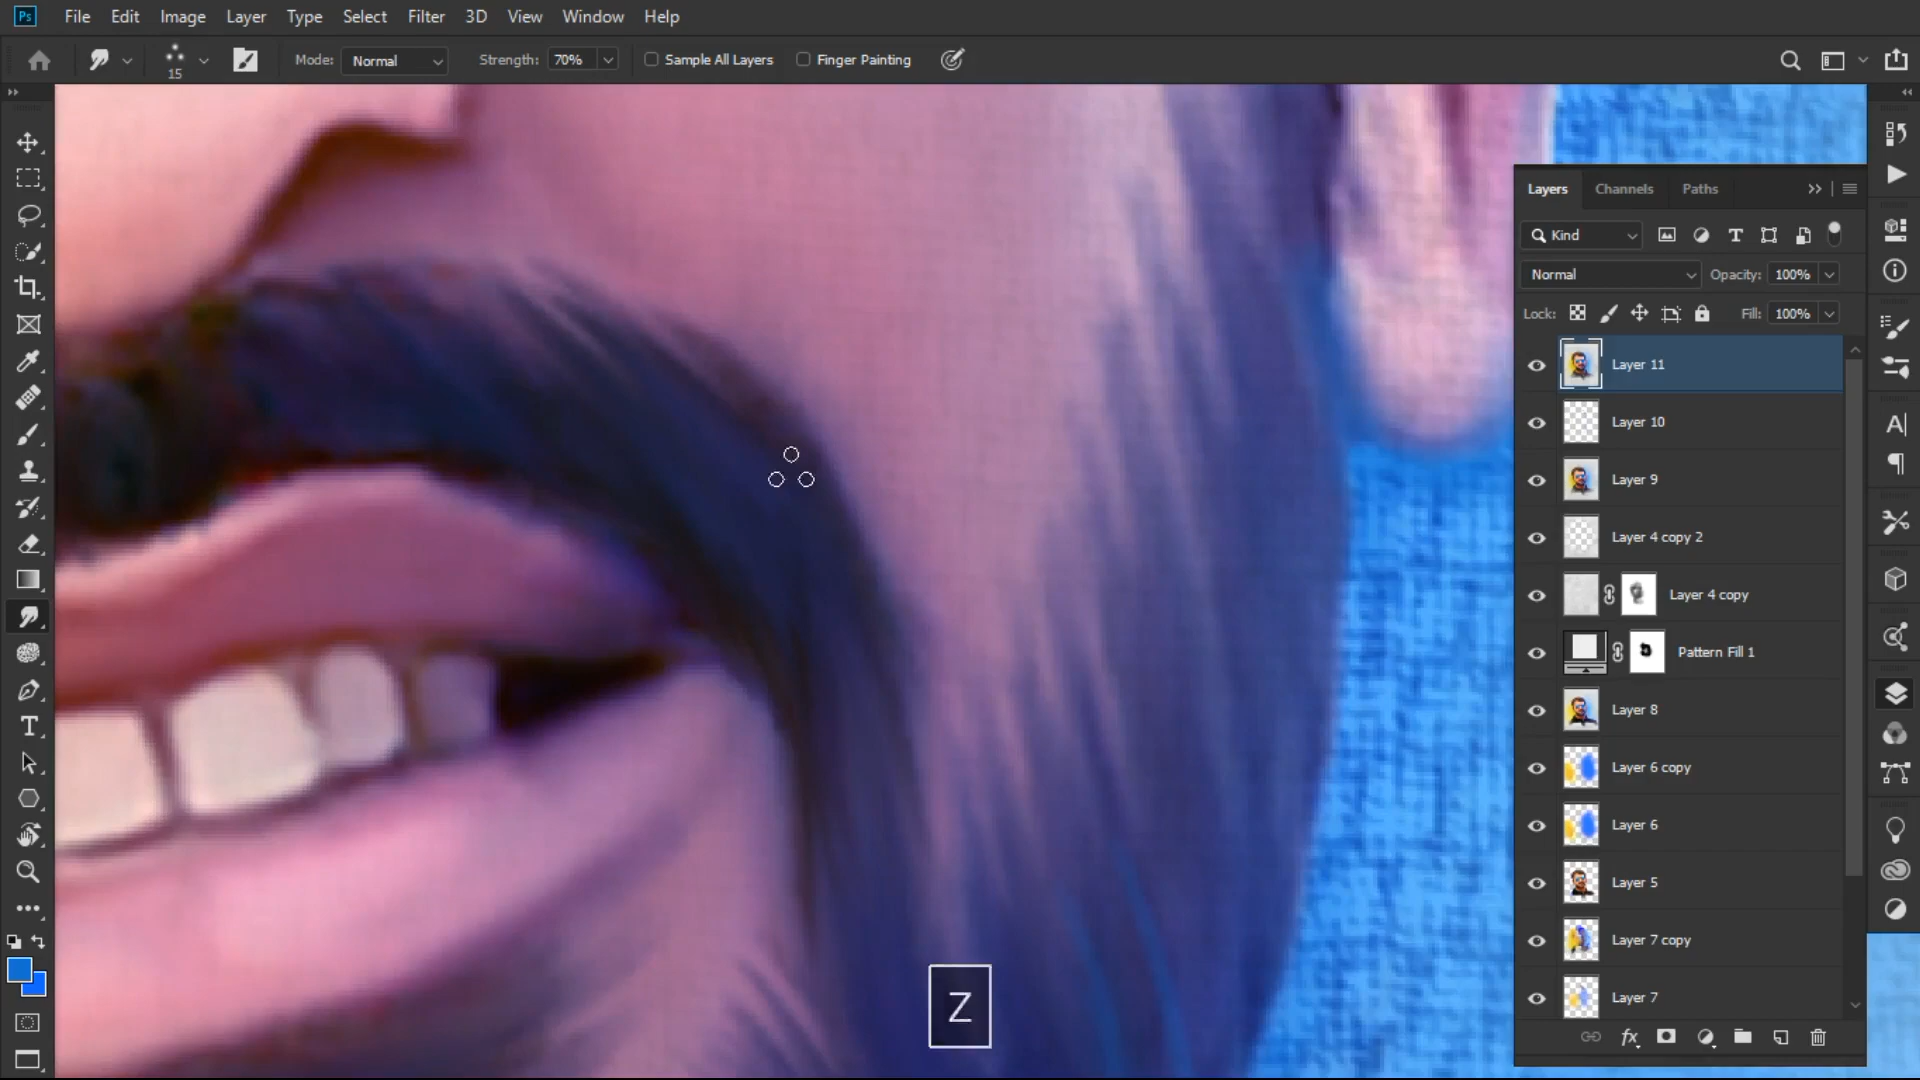 Ps File Edit Image Layer Type Select Filter 3D View Window Help
15 Mode: Normal Strength: 70% Sample All Layers Finger Painting
Layers Channels Paths
Kind
Normal Opacity: 100%
Lock: Fill: 100%
Layer 11
Layer 10
Layer 9
Layer 4 copy 2
Layer 4 copy
Pattern Fill 1
Layer 8
Layer 6 copy
Layer 6
Layer 5
Layer 7 copy
Layer 7
fx
Z